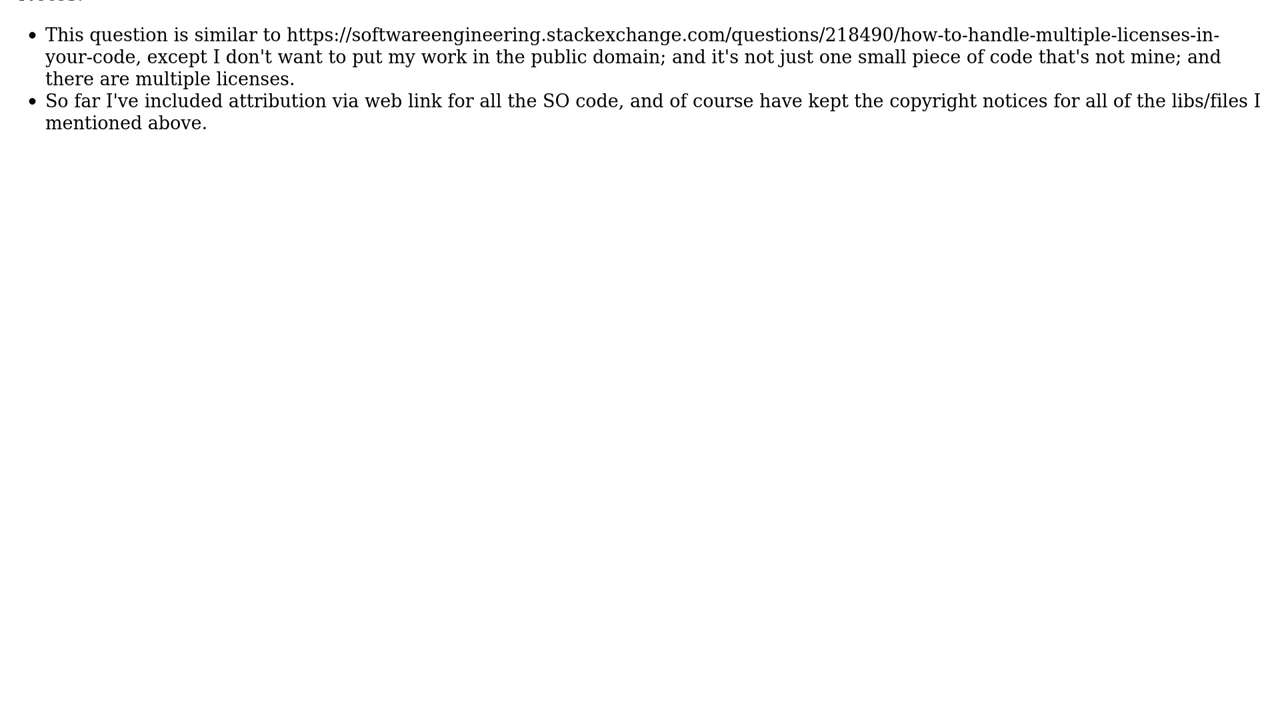 This question is similar to https://softwareengineering.stackexchange.com/questions/218490/how-to-handle-multiple-licenses-in-
your-code, except I don't want to put my work in the public domain; and it's not just one small piece of code that's not mine; and
there are multiple licenses.
So far I've included attribution via web link for all the SO code, and of course have kept the copyright notices for all of the libs/files I
mentioned above.